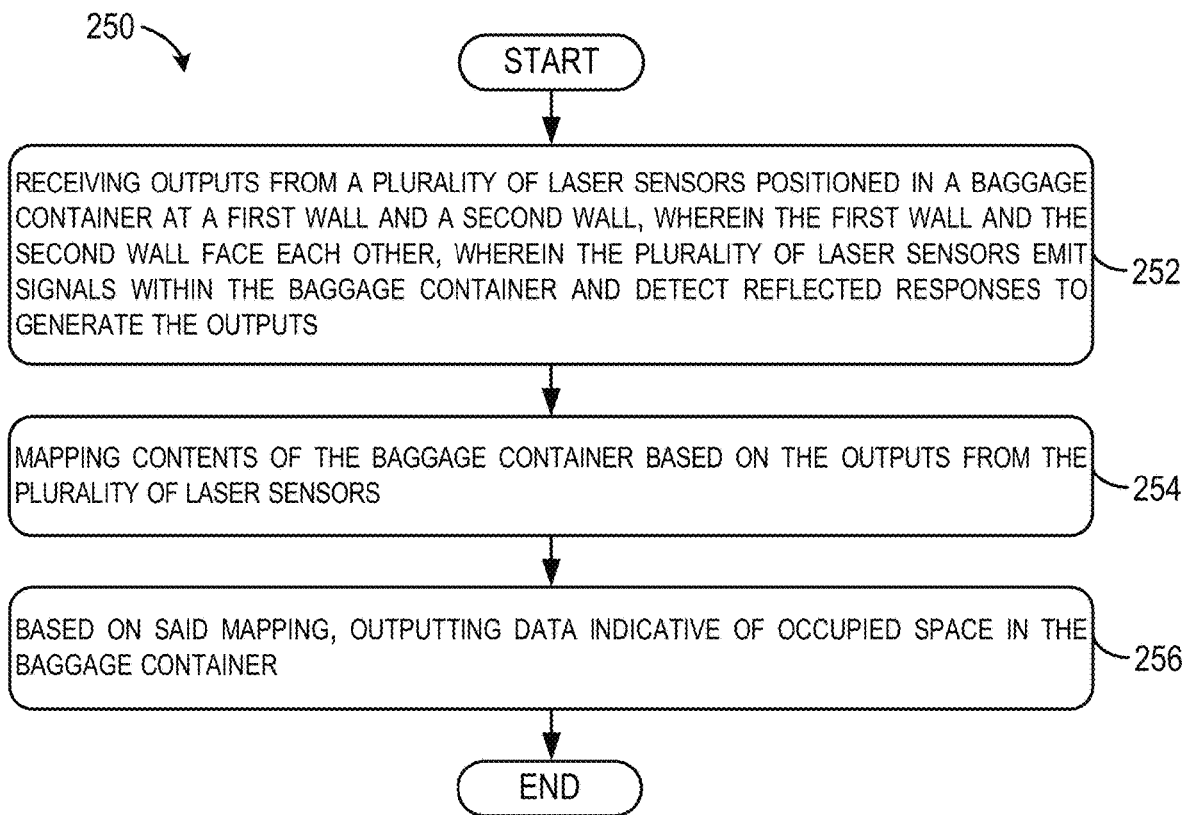 250
START
RECEIVING OUTPUTS FROM A PLURALITY OF LASER SENSORS POSITIONED IN A BAGGAGE
CONTAINER AT A FIRST WALL AND A SECOND WALL, WHEREIN THE FIRST WALL AND THE
SECOND WALL FACE EACH OTHER, WHEREIN THE PLURALITY OF LASER SENSORS EMIT
SIGNALS WITHIN THE BAGGAGE CONTAINER AND DETECT REFLECTED RESPONSES TO
GENERATE THE OUTPUTS
252
MAPPING CONTENTS OF THE BAGGAGE CONTAINER BASED ON THE OUTPUTS FROM THE
PLURALITY OF LASER SENSORS
254
BASED ON SAID MAPPING, OUTPUTTING DATA INDICATIVE OF OCCUPIED SPACE IN THE
BAGGAGE CONTAINER
256
END